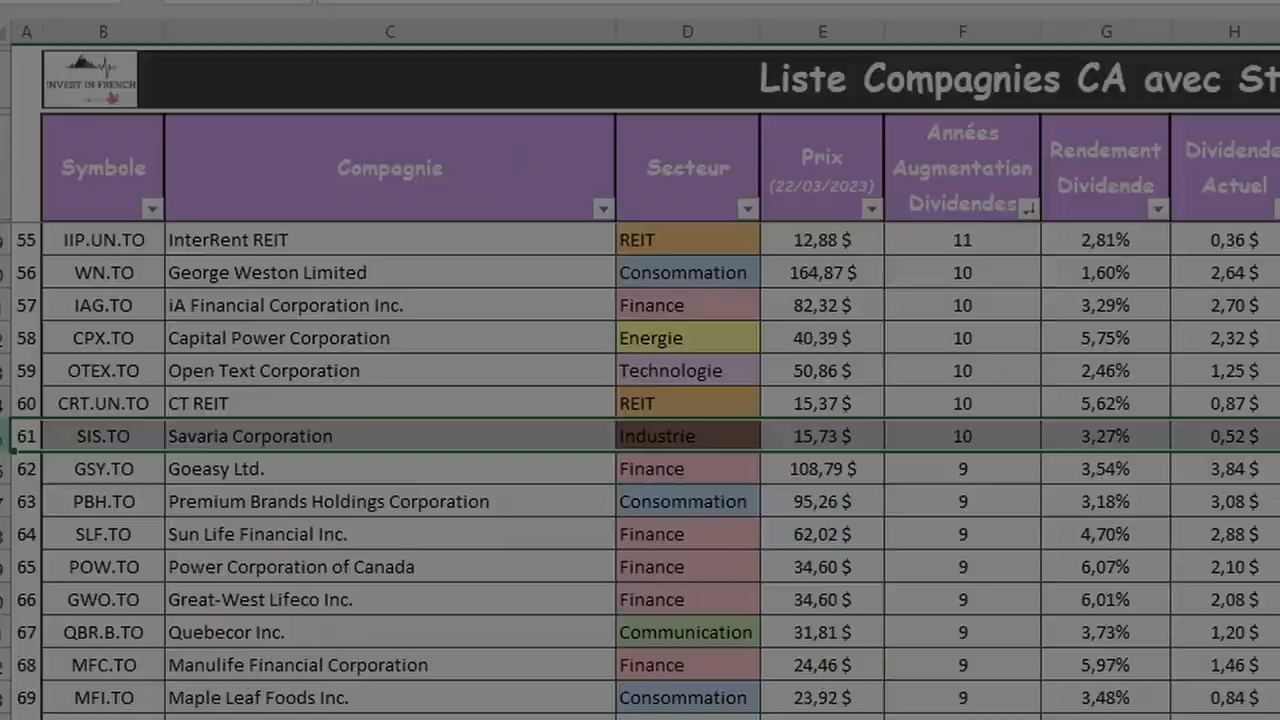 A B C D E F G H
INVEST IN FRENCH
Liste Compagnies CA avec St
Symbole Compagnie Secteur Prix (22/03/2023) Années Augmentation Dividendes Rendement Dividende Dividende Actuel
55 IIP.UN.TO InterRent REIT REIT 12,88 $ 11 2,81% 0,36 $
56 WN.TO George Weston Limited Consommation 164,87 $ 10 1,60% 2,64 $
57 IAG.TO iA Financial Corporation Inc. Finance 82,32 $ 10 3,29% 2,70 $
58 CPX.TO Capital Power Corporation Energie 40,39 $ 10 5,75% 2,32 $
59 OTEX.TO Open Text Corporation Technologie 50,86 $ 10 2,46% 1,25 $
60 CRT.UN.TO CT REIT REIT 15,37 $ 10 5,62% 0,87 $
61 SIS.TO Savaria Corporation Industrie 15,73 $ 10 3,27% 0,52 $
62 GSY.TO Goeasy Ltd. Finance 108,79 $ 9 3,54% 3,84 $
63 PBH.TO Premium Brands Holdings Corporation Consommation 95,26 $ 9 3,18% 3,08 $
64 SLF.TO Sun Life Financial Inc. Finance 62,02 $ 9 4,70% 2,88 $
65 POW.TO Power Corporation of Canada Finance 34,60 $ 9 6,07% 2,10 $
66 GWO.TO Great-West Lifeco Inc. Finance 34,60 $ 9 6,01% 2,08 $
67 QBR.B.TO Quebecor Inc. Communication 31,81 $ 9 3,73% 1,20 $
68 MFC.TO Manulife Financial Corporation Finance 24,46 $ 9 5,97% 1,46 $
69 MFI.TO Maple Leaf Foods Inc. Consommation 23,92 $ 9 3,48% 0,84 $